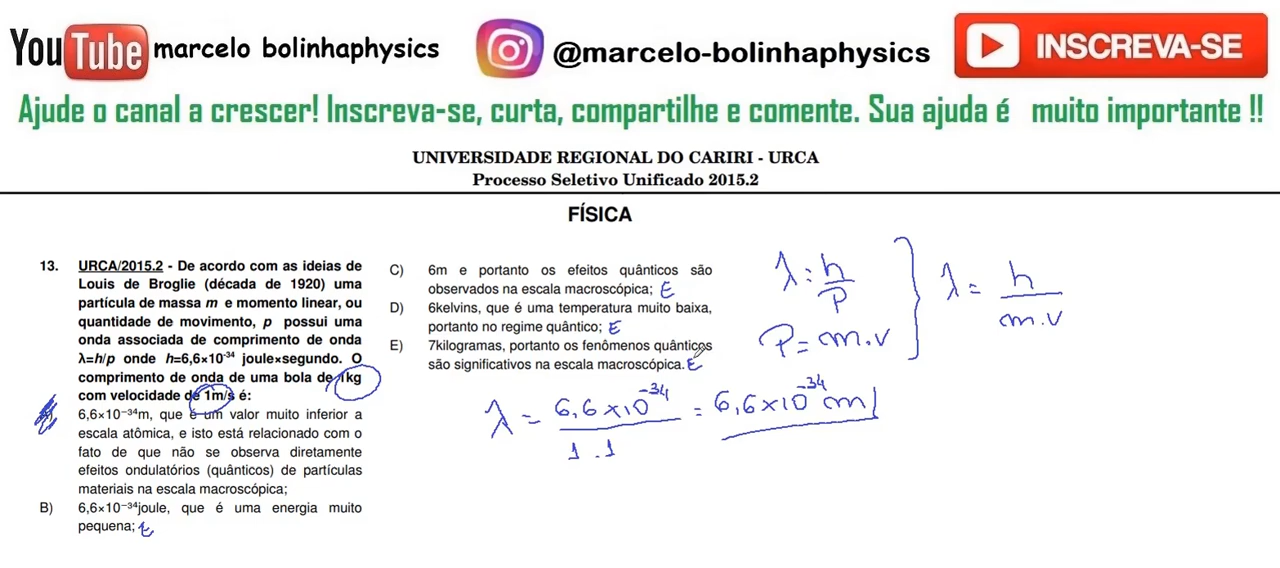 YouTube marcelo bolinhaphysics @marcelo-bolinhaphysics INSCREVA-SE
Ajude o canal a crescer! Inscreva-se, curta, compartilhe e comente. Sua ajuda é muito importante !!
UNIVERSIDADE REGIONAL DO CARIRI - URCA
Processo Seletivo Unificado 2015.2
FÍSICA
13. URCA/2015.2 - De acordo com as ideias de
Louis de Broglie (década de 1920) uma
partícula de massa m e momento linear, ou
quantidade de movimento, p possui uma
onda associada de comprimento de onda
λ=h/p onde h=6,6×10⁻³⁴ joule×segundo. O
comprimento de onda de uma bola de 1kg
com velocidade de 1m/s é:
A) 6,6×10⁻³⁴m, que é um valor muito inferior a
escala atômica, e isto está relacionado com o
fato de que não se observa diretamente
efeitos ondulatórios (quânticos) de partículas
materiais na escala macroscópica;
B) 6,6×10⁻³⁴joule, que é uma energia muito
pequena; E
C) 6m e portanto os efeitos quânticos são
observados na escala macroscópica; E
D) 6kelvins, que é uma temperatura muito baixa,
portanto no regime quântico; E
E) 7kilogramas, portanto os fenômenos quânticos
são significativos na escala macroscópica. E
λ = h/P
P = m.v
λ = h/m.v
λ = 6,6×10⁻³⁴/1.1 = 6,6×10⁻³⁴ m